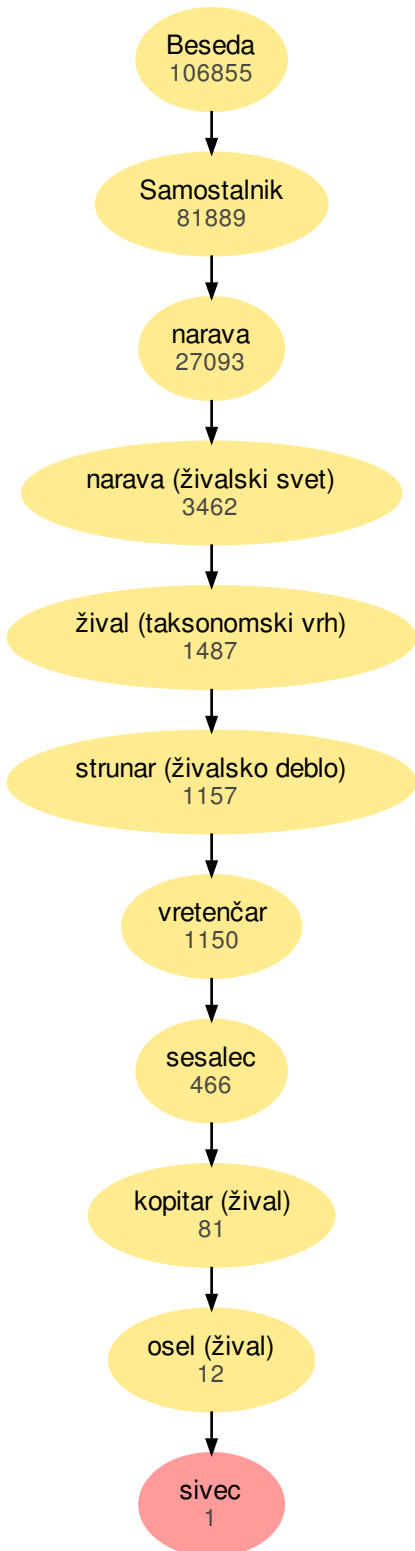 Beseda
106855
Samostalnik
81889
narava
27093
narava (živalski svet)
3462
žival (taksonomski vrh)
1487
strunar (živalsko deblo)
1157
vretenčar
1150
sesalec
466
kopitar (žival)
81
osel (žival)
12
sivec
1